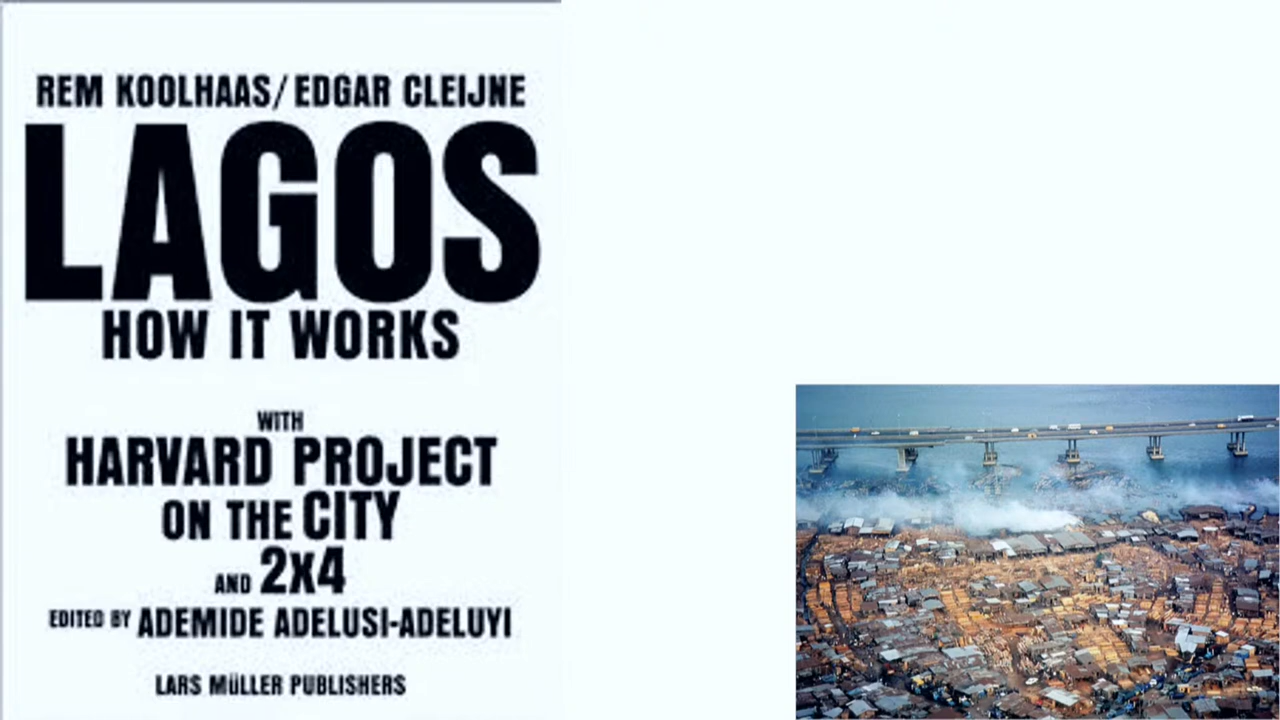 REM KOOLHAAS/EDGAR CLEIJNE
LAGOS
HOW IT WORKS
WITH
HARVARD PROJECT
ON THE CITY
AND 2x4
EDITED BY ADEMIDE ADELUSI-ADELUYI
LARS MÜLLER PUBLISHERS